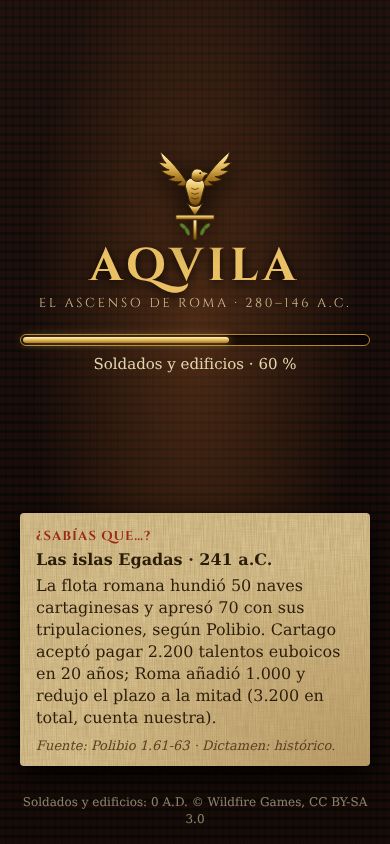 AQVILA
EL ASCENSO DE ROMA · 280–146 A.C.
Soldados y edificios · 60 %
¿SABÍAS QUE…?
Las islas Egadas · 241 a.C.
La flota romana hundió 50 naves
cartaginesas y apresó 70 con sus
tripulaciones, según Polibio. Cartago
aceptó pagar 2.200 talentos euboicos
en 20 años; Roma añadió 1.000 y
redujo el plazo a la mitad (3.200 en
total, cuenta nuestra).
Fuente: Polibio 1.61-63 · Dictamen: histórico.
Soldados y edificios: 0 A.D. © Wildfire Games, CC BY-SA
3.0